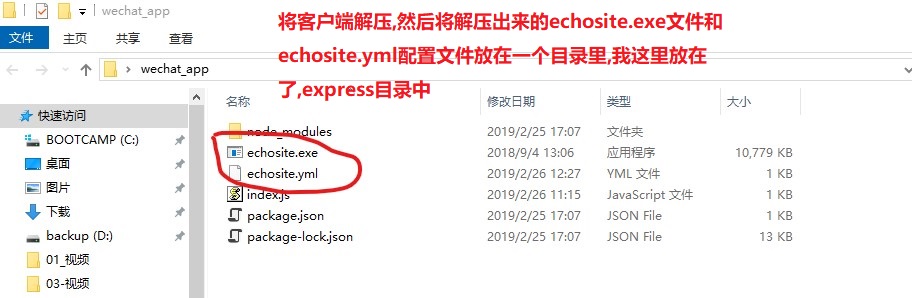 wechat_app
将客户端解压,然后将解压出来的echosite.exe文件和
echosite.yml配置文件放在一个目录里,我这里放在
了,express目录中
文件 主页 共享 查看
wechat_app
名称 修改日期 类型 大小
快速访问
BOOTCAMP (C:)
桌面
图片
下载
backup (D:)
01_视频
03-视频
node_modules 2019/2/25 17:07 文件夹
echosite.exe 2018/9/4 13:06 应用程序 10,779 KB
echosite.yml 2019/2/26 12:27 YML 文件 1 KB
index.js 2019/2/26 11:15 JavaScript 文件 1 KB
package.json 2019/2/25 17:07 JSON File 1 KB
package-lock.json 2019/2/25 17:07 JSON File 13 KB